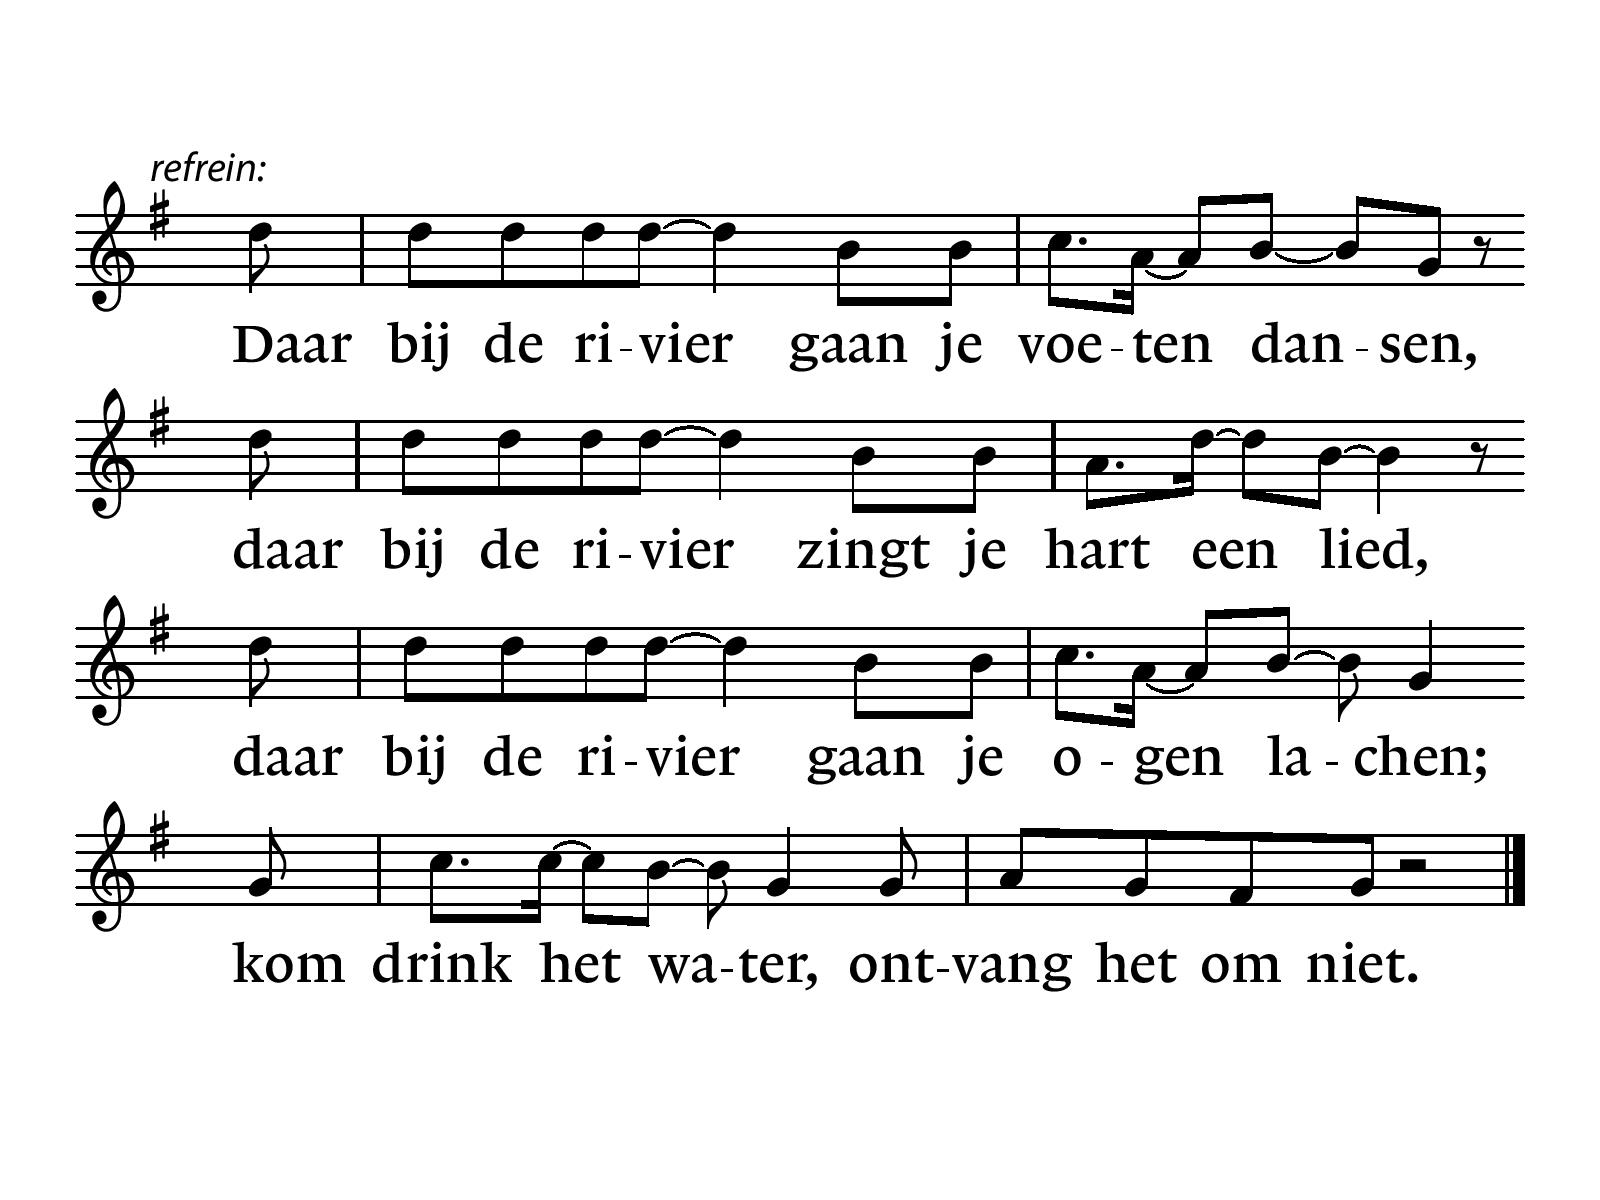 refrein:
Daar bij de ri-vier gaan je voe-ten dan-sen,
daar bij de ri-vier zingt je hart een lied,
daar bij de ri-vier gaan je o-gen la-chen;
kom drink het wa-ter, ont-vang het om niet.